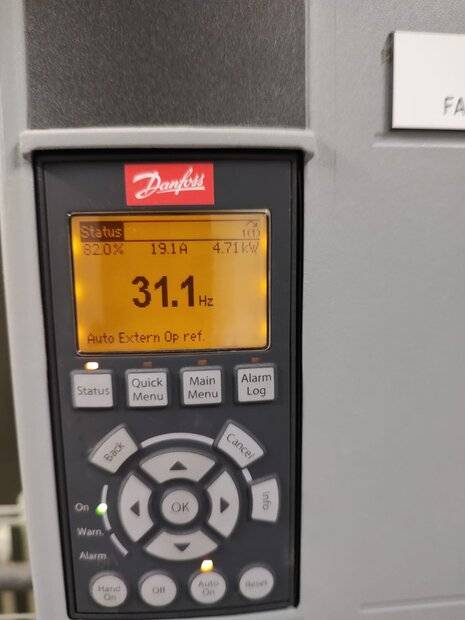 FA
Danfoss
Status
1(1)
82.0% 19.1A 4.71kW
31.1Hz
Auto Extern Op ref.
Status
Quick Menu
Main Menu
Alarm Log
Back
Cancel
Info
OK
On
Warn.
Alarm
Hand On
Off
Auto On
Reset